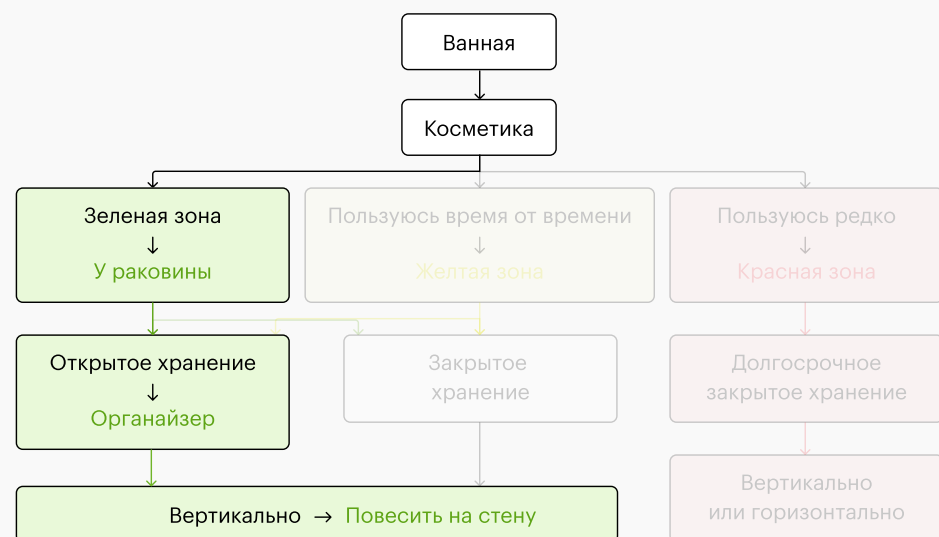 Ванная
Косметика
Зеленая зона
↓
У раковины
Пользуюсь время от времени
↓
Желтая зона
Пользуюсь редко
↓
Красная зона
Открытое хранение
↓
Органайзер
Закрытое
хранение
Долгосрочное
закрытое хранение
Вертикально → Повесить на стену
Вертикально
или горизонтально